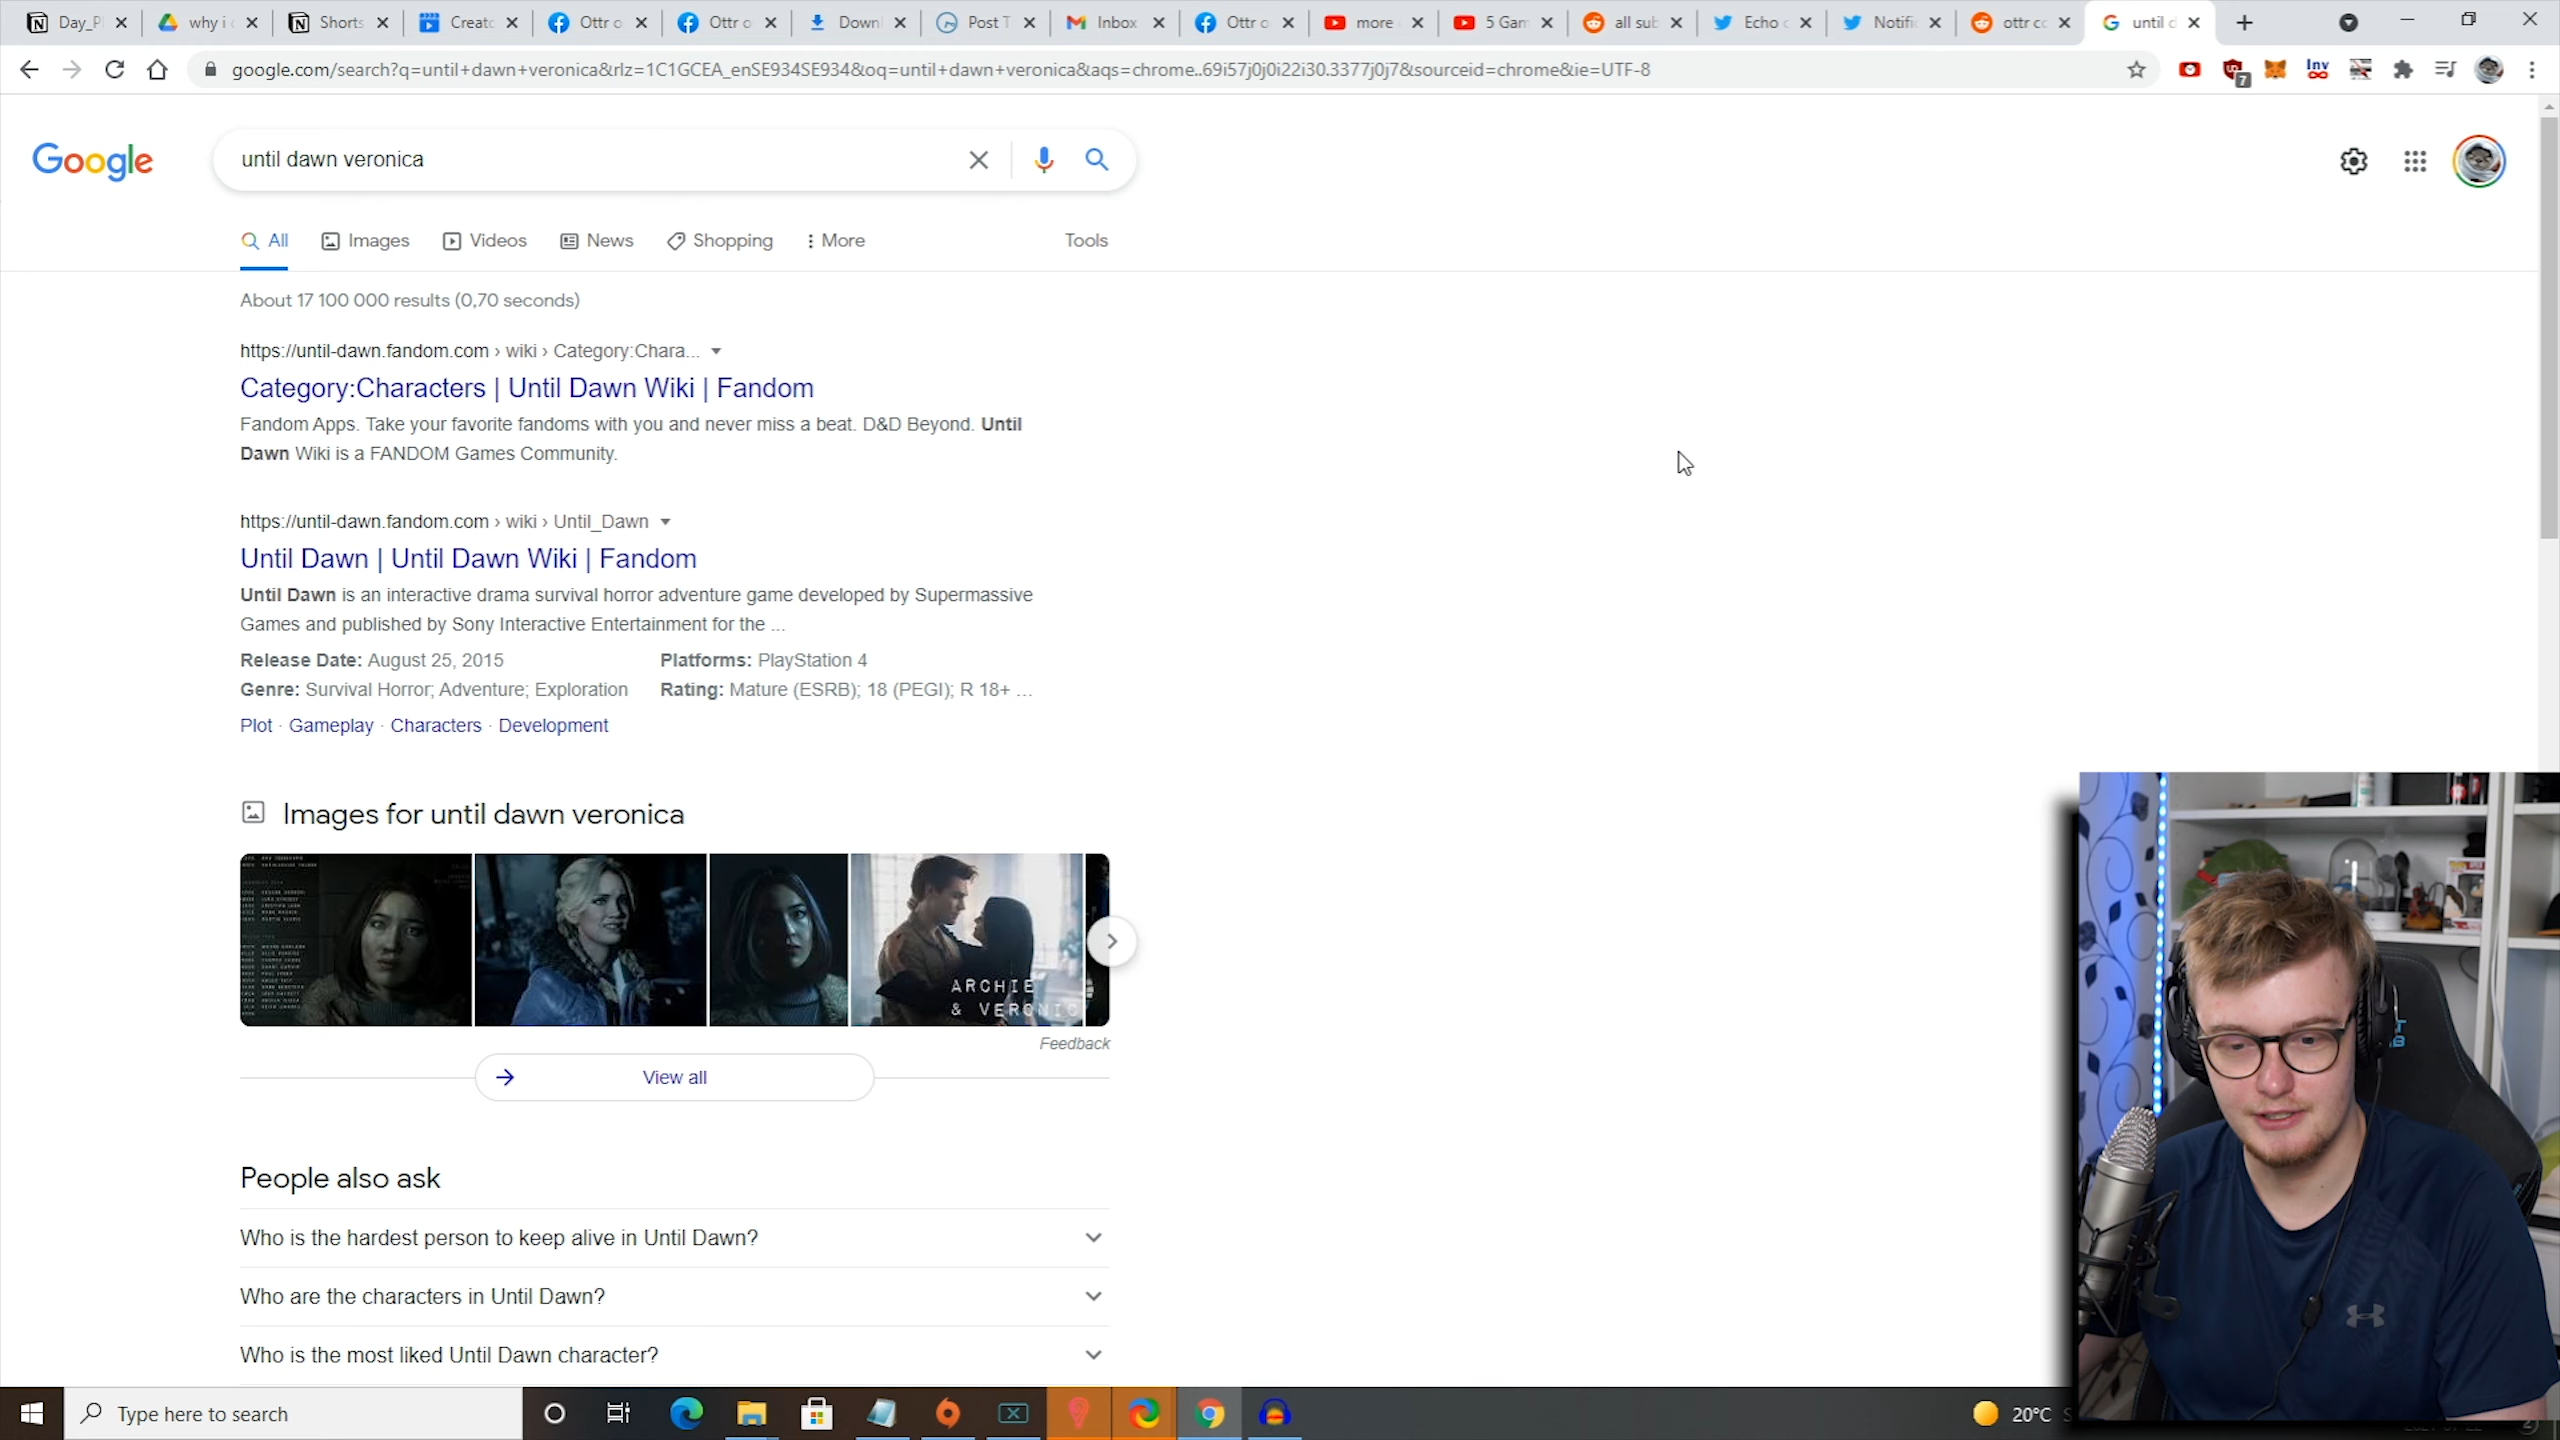 Day_P
why i
Shorts
Creatc
Ottr o
Ottr o
Down
Post T
Inbox
Ottr o
more
5 Gam
all sub
Echo
Notifi
ottr co
until d
google.com/search?q=until+dawn+veronica&rlz=1C1GCEA_enSE934SE934&oq=until+dawn+veronica&aqs=chrome..69i57j0j0i22i30.3377j0j7&sourceid=chrome&ie=UTF-8
7
Inv
Google
until dawn veronica
All
Images
Videos
News
Shopping
More
Tools
About 17 100 000 results (0,70 seconds)
https://until-dawn.fandom.com › wiki › Category:Chara...
Category:Characters | Until Dawn Wiki | Fandom
Fandom Apps. Take your favorite fandoms with you and never miss a beat. D&D Beyond. Until
Dawn Wiki is a FANDOM Games Community.
https://until-dawn.fandom.com › wiki › Until_Dawn
Until Dawn | Until Dawn Wiki | Fandom
Until Dawn is an interactive drama survival horror adventure game developed by Supermassive
Games and published by Sony Interactive Entertainment for the ...
Release Date: August 25, 2015 Platforms: PlayStation 4
Genre: Survival Horror; Adventure; Exploration Rating: Mature (ESRB); 18 (PEGI); R 18+ ...
Plot · Gameplay · Characters · Development
Images for until dawn veronica
ARCHIE
& VERONIC
Feedback
View all
People also ask
Who is the hardest person to keep alive in Until Dawn?
Who are the characters in Until Dawn?
Who is the most liked Until Dawn character?
Type here to search
20°C S